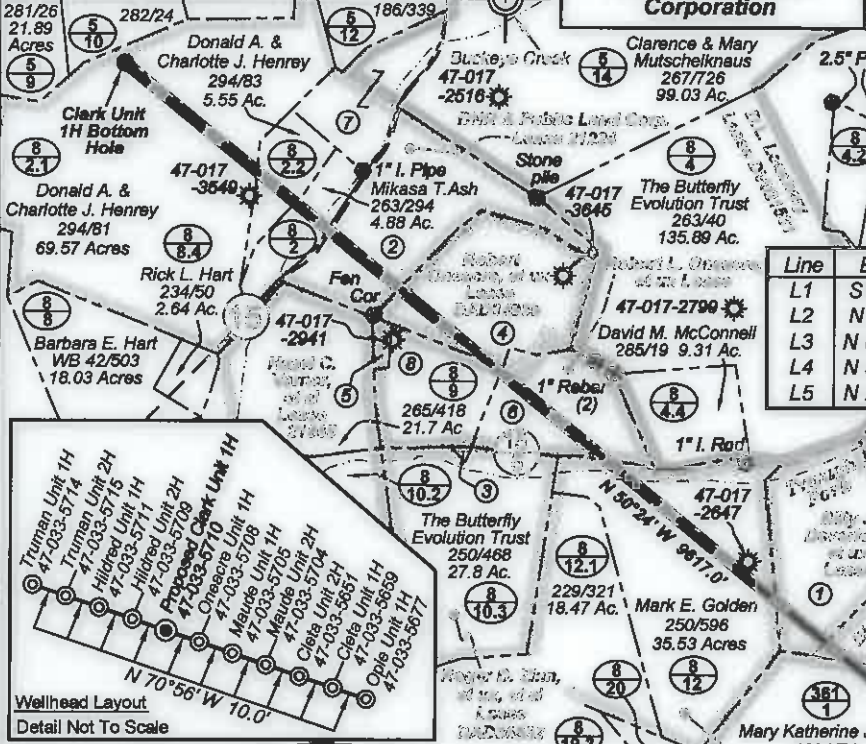 281/26
21.89
Acres
5
9
5
10
282/24
Donald A. &
Charlotte J. Henrey
294/83
5.55 Ac.
5
12
186/339
Corporation
Buckeye Creek
47-017
-2516
5
14
Clarence & Mary
Mutschelknaus
267/726
99.03 Ac.
2.5" P
8
4.2
Clark Unit
1H Bottom
Hole
7
8
2.1
Donald A. &
Charlotte J. Henrey
294/81
69.57 Acres
47-017
-3549
8
2.2
1" I. Pipe
Mikasa T.Ash
263/294
4.88 Ac.
Stone
pile
47-017
-3645
8
4
The Butterfly
Evolution Trust
263/40
135.89 Ac.
8
8.4
Rick L. Hart
234/50
2.64 Ac.
8
2
2
Fen
Cor
Lease
47-017-2799
David M. McConnell
285/19 9.31 Ac.
Line
L1 S
L2 N
L3 N
L4 N
L5 N
8
8
Barbara E. Hart
WB 42/503
18.03 Acres
15
47-017
-2941
4
5
8
8
9
265/418
21.7 Ac.
6
1" Rebar
(2)
8
4.4
1" I. Rod
8
10.2
3
The Butterfly
Evolution Trust
250/468
27.8 Ac.
8
10.3
N 50°24' W 9617.0'
47-017
-2647
8
12.1
229/321
18.47 Ac.
Mark E. Golden
250/596
35.53 Acres
8
12
8
20
1
361
1
Mary Katherine
Truman Unit 1H
47-033-5714
Truman Unit 2H
47-033-5715
Hildred Unit 1H
47-033-5711
Hildred Unit 2H
47-033-5709
Proposed Clark Unit 1H
47-033-5710
Oneacre Unit 1H
47-033-5708
Maude Unit 1H
47-033-5705
Maude Unit 2H
47-033-5704
Cleta Unit 2H
47-033-5651
Cleta Unit 1H
47-033-5659
Opie Unit 1H
47-033-5677
N 70°56' W 10.0'
Wellhead Layout
Detail Not To Scale